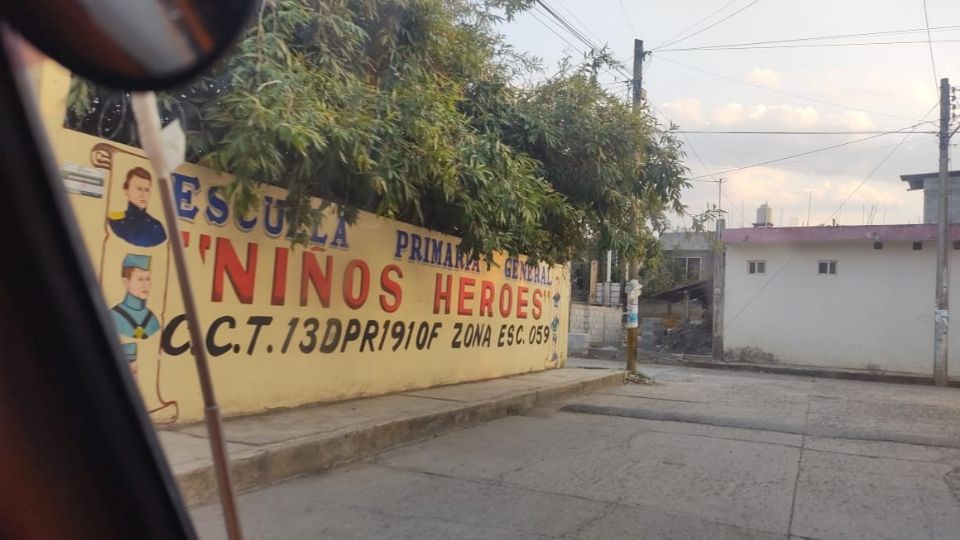 ESCUELA PRIMARIA GENERAL
"NIÑOS HEROES"
C.C.T. 13DPR1910F ZONA ESC. 059